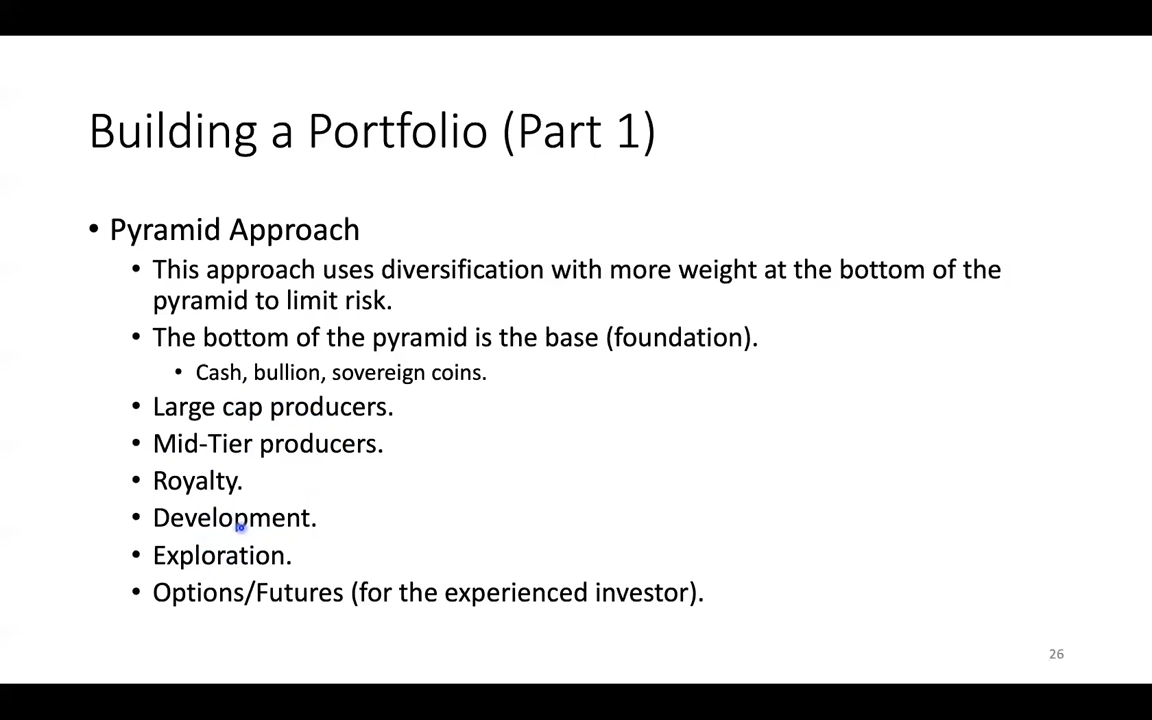 Building a Portfolio (Part 1)
• Pyramid Approach
• This approach uses diversification with more weight at the bottom of the
pyramid to limit risk.
• The bottom of the pyramid is the base (foundation).
• Cash, bullion, sovereign coins.
• Large cap producers.
• Mid-Tier producers.
• Royalty.
• Development.
• Exploration.
• Options/Futures (for the experienced investor).
26